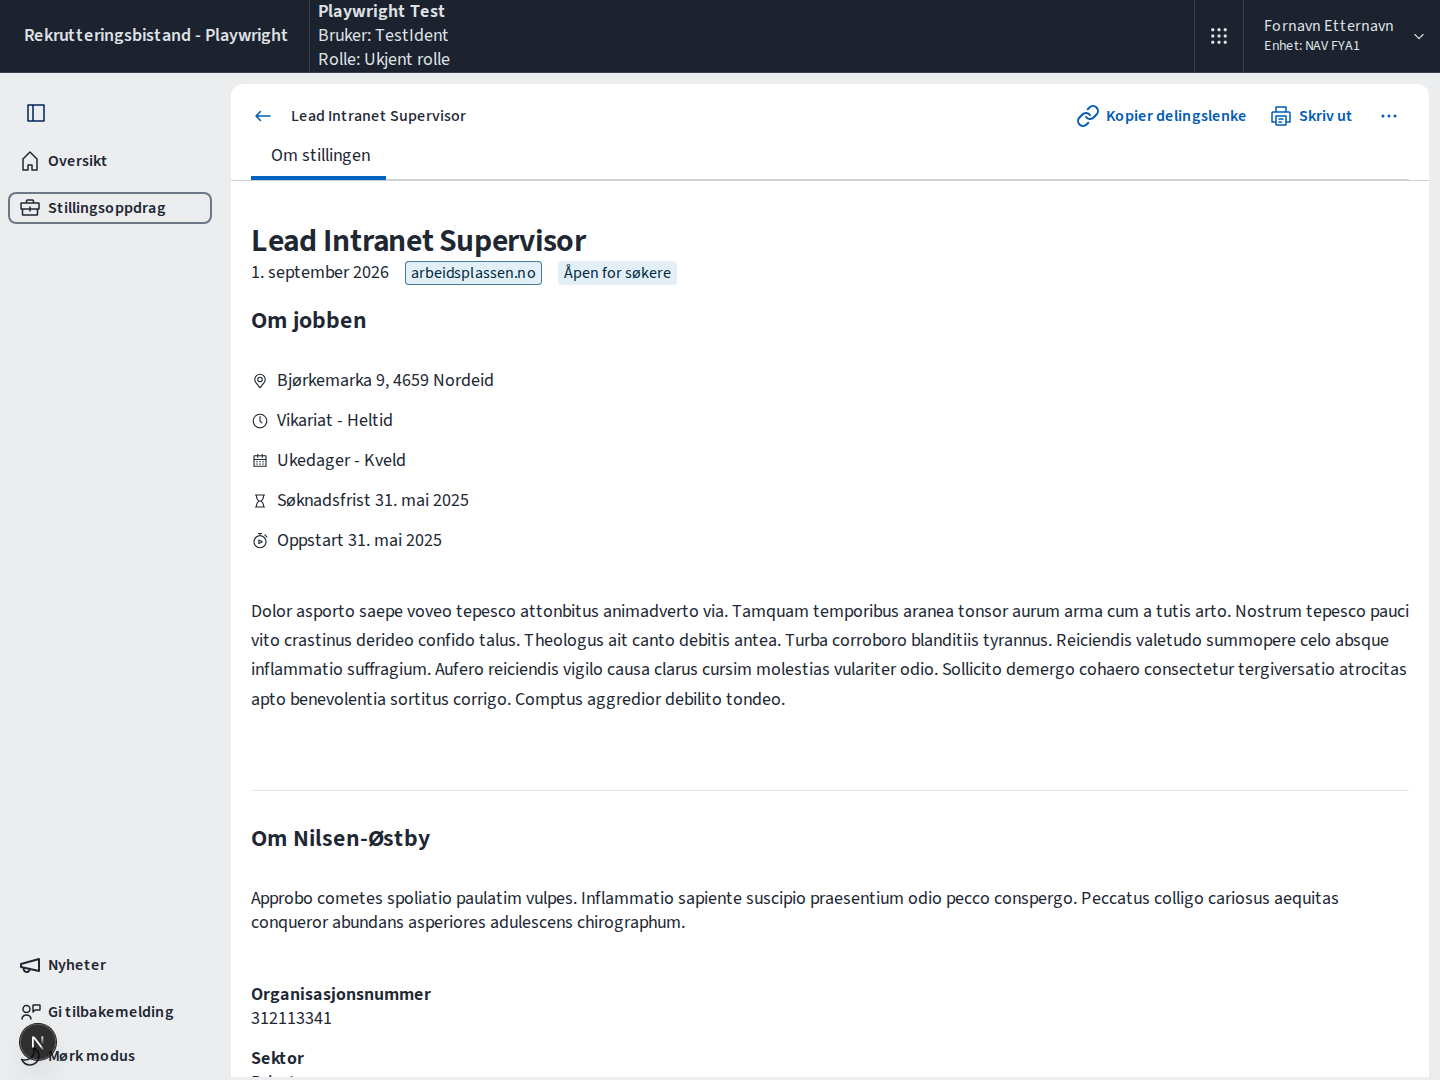 Rekrutteringsbistand - Playwright
Playwright Test
Bruker: TestIdent
Rolle: Ukjent rolle
Fornavn Etternavn
Enhet: NAV FYA1
Oversikt
Stillingsoppdrag
Lead Intranet Supervisor
Kopier delingslenke
Skriv ut
Om stillingen
Lead Intranet Supervisor
1. september 2026
arbeidsplassen.no
Åpen for søkere
Om jobben
Bjørkemarka 9, 4659 Nordeid
Vikariat - Heltid
Ukedager - Kveld
Søknadsfrist 31. mai 2025
Oppstart 31. mai 2025
Dolor asporto saepe voveo tepesco attonbitus animadverto via. Tamquam temporibus aranea tonsor aurum arma cum a tutis arto. Nostrum tepesco pauci
vito crastinus derideo confido talus. Theologus ait canto debitis antea. Turba corroboro blanditiis tyrannus. Reiciendis valetudo summopere celo absque
inflammatio suffragium. Aufero reiciendis vigilo causa clarus cursim molestias vulariter odio. Sollicito demergo cohaero consectetur tergiversatio atrocitas
apto benevolentia sortitus corrigo. Comptus aggredior debilito tondeo.
Om Nilsen-Østby
Approbo cometes spoliatio paulatim vulpes. Inflammatio sapiente suscipio praesentium odio pecco conspergo. Peccatus colligo cariosus aequitas
conqueror abundans asperiores adulescens chirographum.
Organisasjonsnummer
312113341
Sektor
Nyheter
Gi tilbakemelding
N
Mørk modus